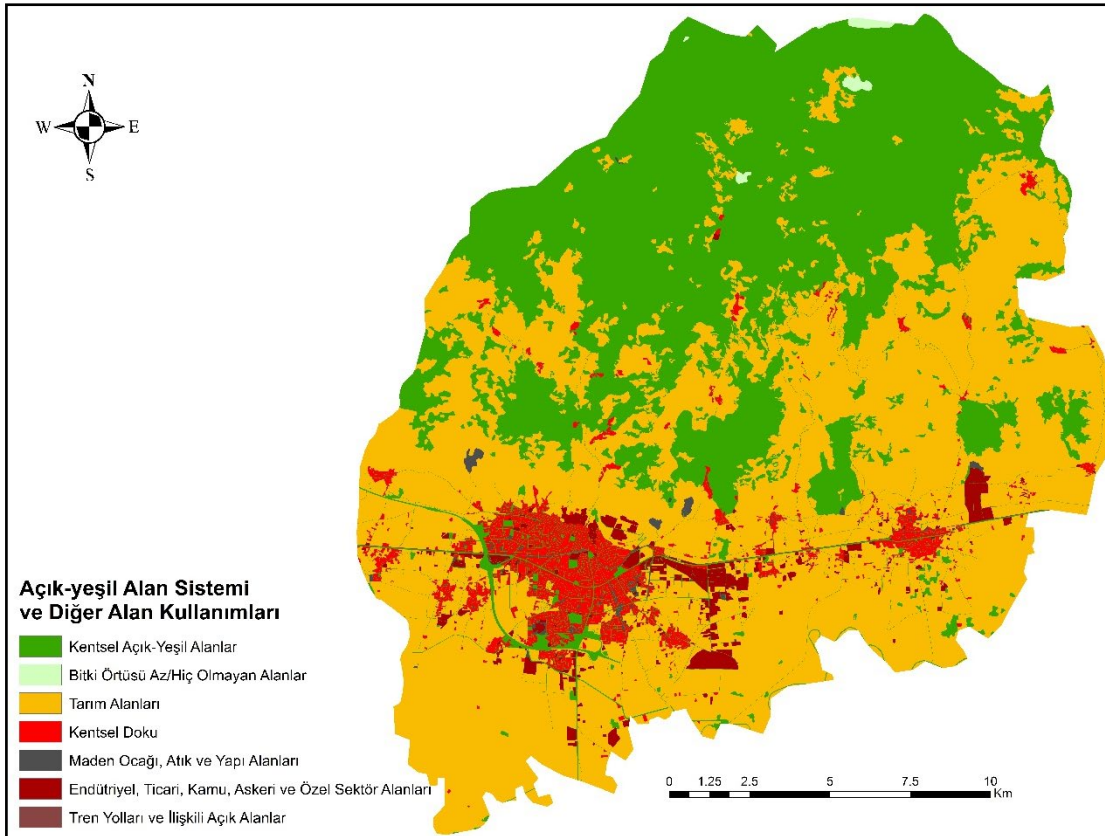 N
W E
S
Açık-yeşil Alan Sistemi
ve Diğer Alan Kullanımları
Kentsel Açık-Yeşil Alanlar
Bitki Örtüsü Az/Hiç Olmayan Alanlar
Tarım Alanları
Kentsel Doku
Maden Ocağı, Atık ve Yapı Alanları
Endütriyel, Ticari, Kamu, Askeri ve Özel Sektör Alanları
Tren Yolları ve İlişkili Açık Alanlar
0 1.25 2.5 5 7.5 10
Km